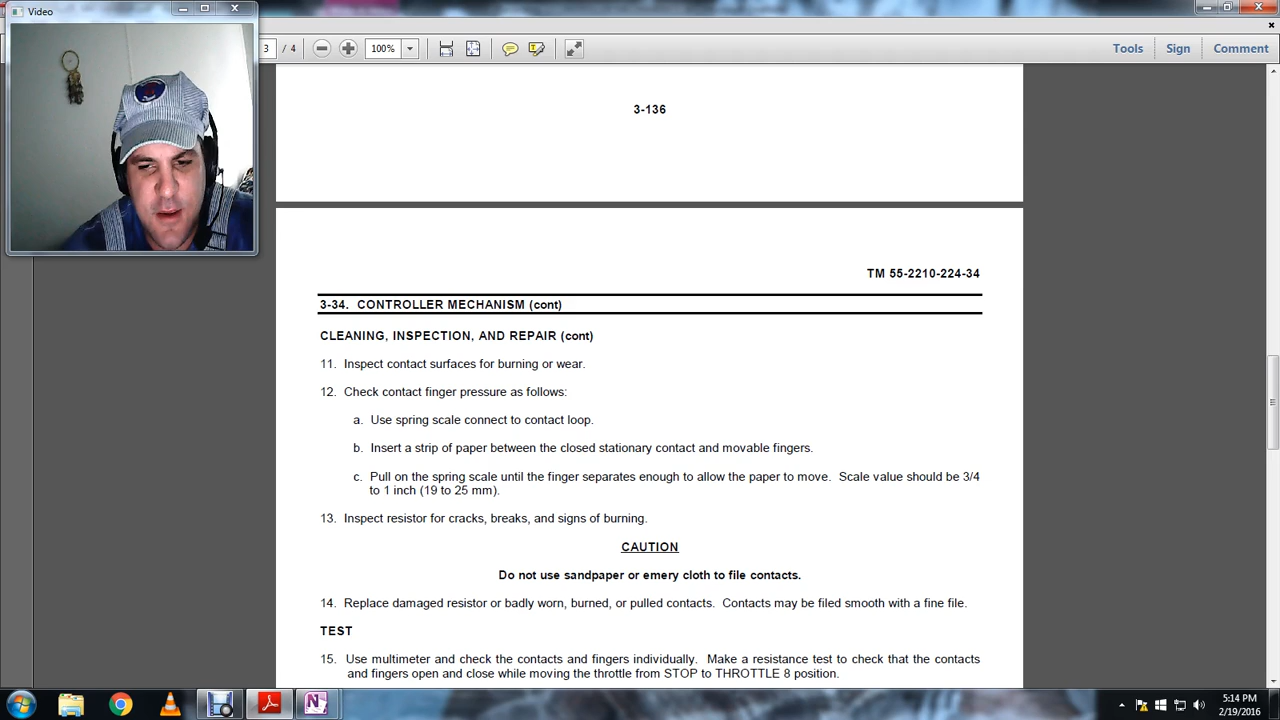 Video
3 / 4
100%
Tools
Sign
Comment
3-136
TM 55-2210-224-34
3-34. CONTROLLER MECHANISM (cont)
CLEANING, INSPECTION, AND REPAIR (cont)
11. Inspect contact surfaces for burning or wear.
12. Check contact finger pressure as follows:
a. Use spring scale connect to contact loop.
b. Insert a strip of paper between the closed stationary contact and movable fingers.
c. Pull on the spring scale until the finger separates enough to allow the paper to move. Scale value should be 3/4
to 1 inch (19 to 25 mm).
13. Inspect resistor for cracks, breaks, and signs of burning.
CAUTION
Do not use sandpaper or emery cloth to file contacts.
14. Replace damaged resistor or badly worn, burned, or pulled contacts. Contacts may be filed smooth with a fine file.
TEST
15. Use multimeter and check the contacts and fingers individually. Make a resistance test to check that the contacts
and fingers open and close while moving the throttle from STOP to THROTTLE 8 position.
5:14 PM
2/19/2016